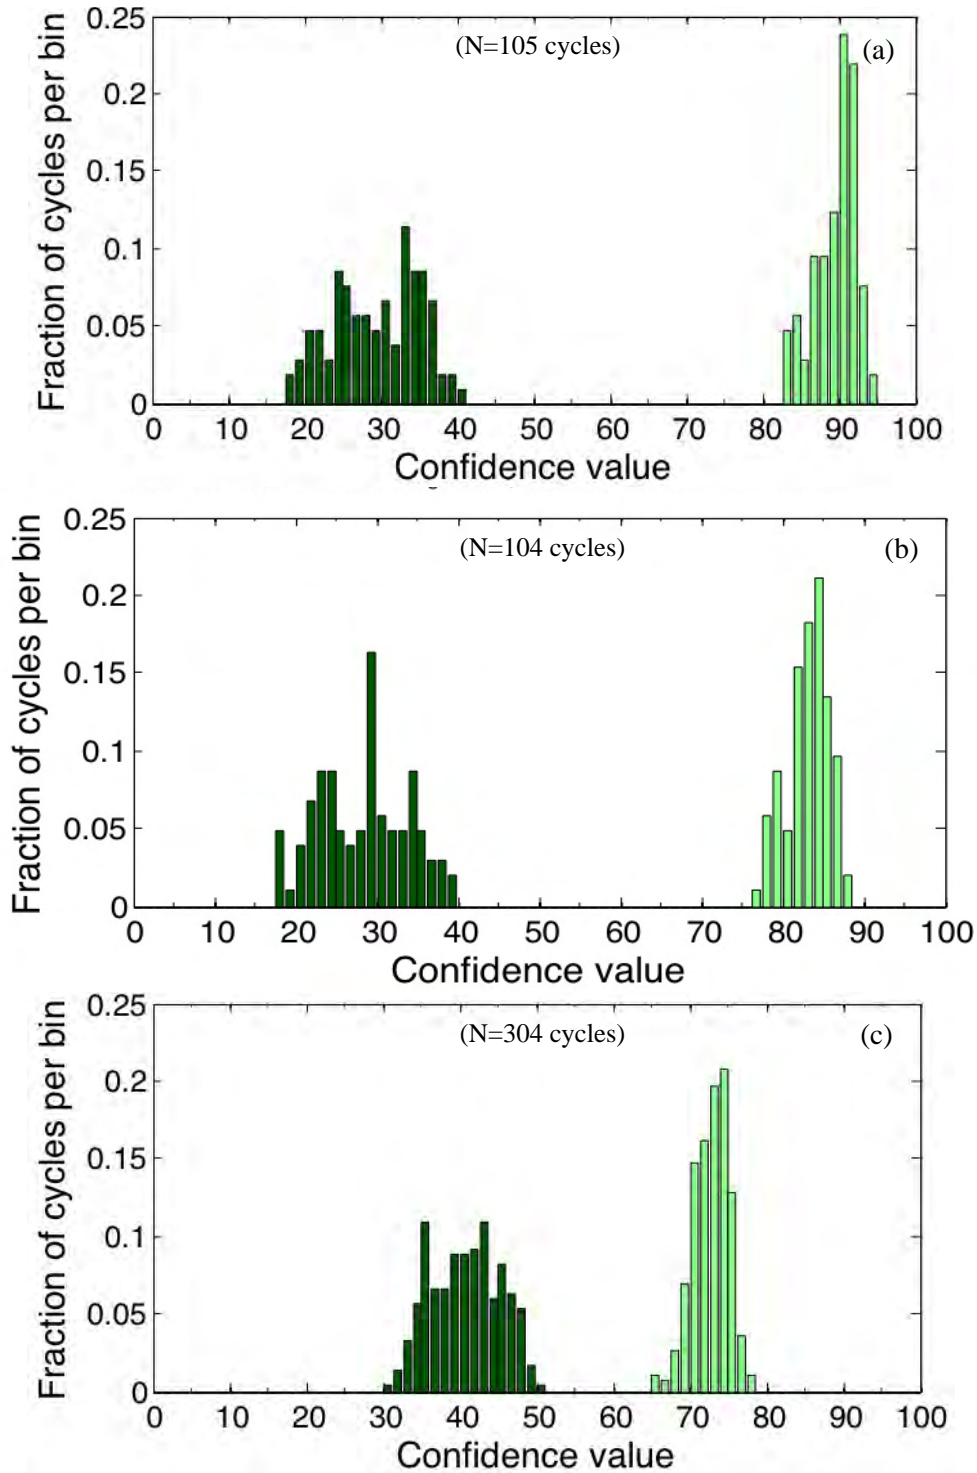 0.25
(N=105 cycles)
(a)
0.2
0.15
0.1
0.05
0
Fraction of cycles per bin
0 10 20 30 40 50 60 70 80 90 100
Confidence value
0.25
(N=104 cycles)
(b)
0.2
0.15
0.1
0.05
0
Fraction of cycles per bin
0 10 20 30 40 50 60 70 80 90 100
Confidence value
0.25
(N=304 cycles)
(c)
0.2
0.15
0.1
0.05
0
Fraction of cycles per bin
0 10 20 30 40 50 60 70 80 90 100
Confidence value